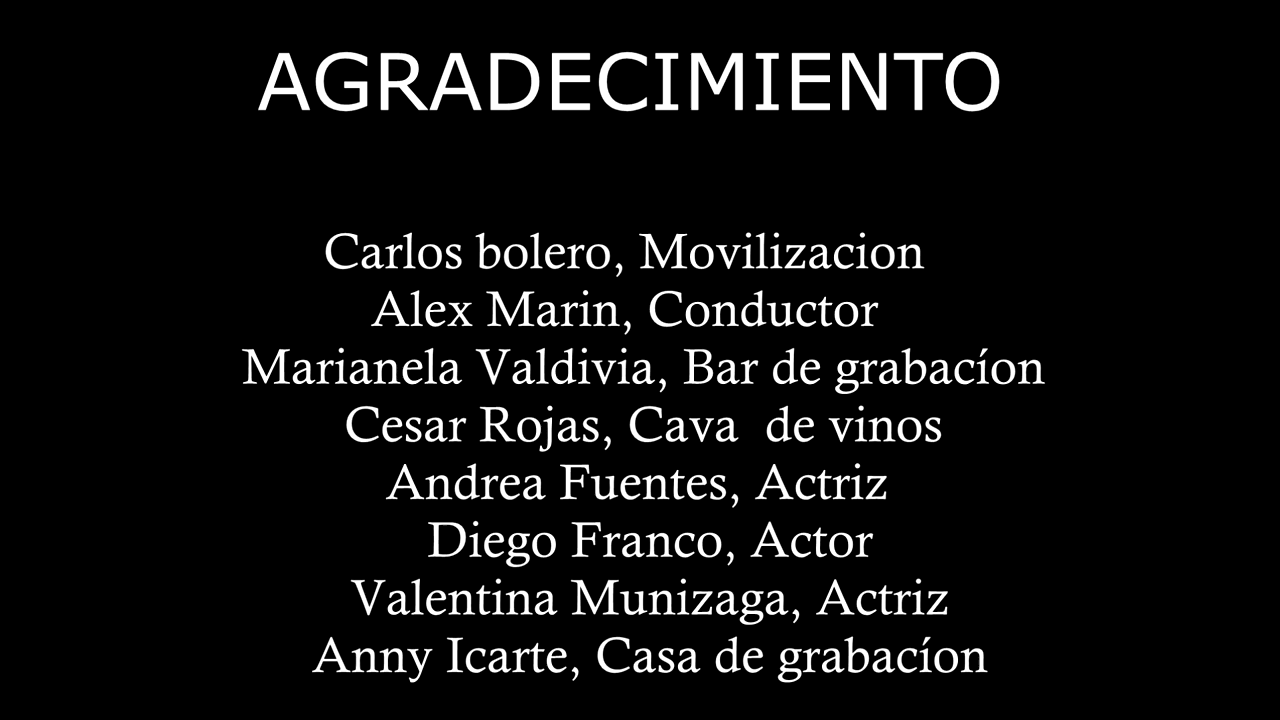 AGRADECIMIENTO
Carlos bolero, Movilizacion
Alex Marin, Conductor
Marianela Valdivia, Bar de grabacíon
Cesar Rojas, Cava  de vinos
Andrea Fuentes, Actriz
Diego Franco, Actor
Valentina Munizaga, Actriz
Anny Icarte, Casa de grabacíon